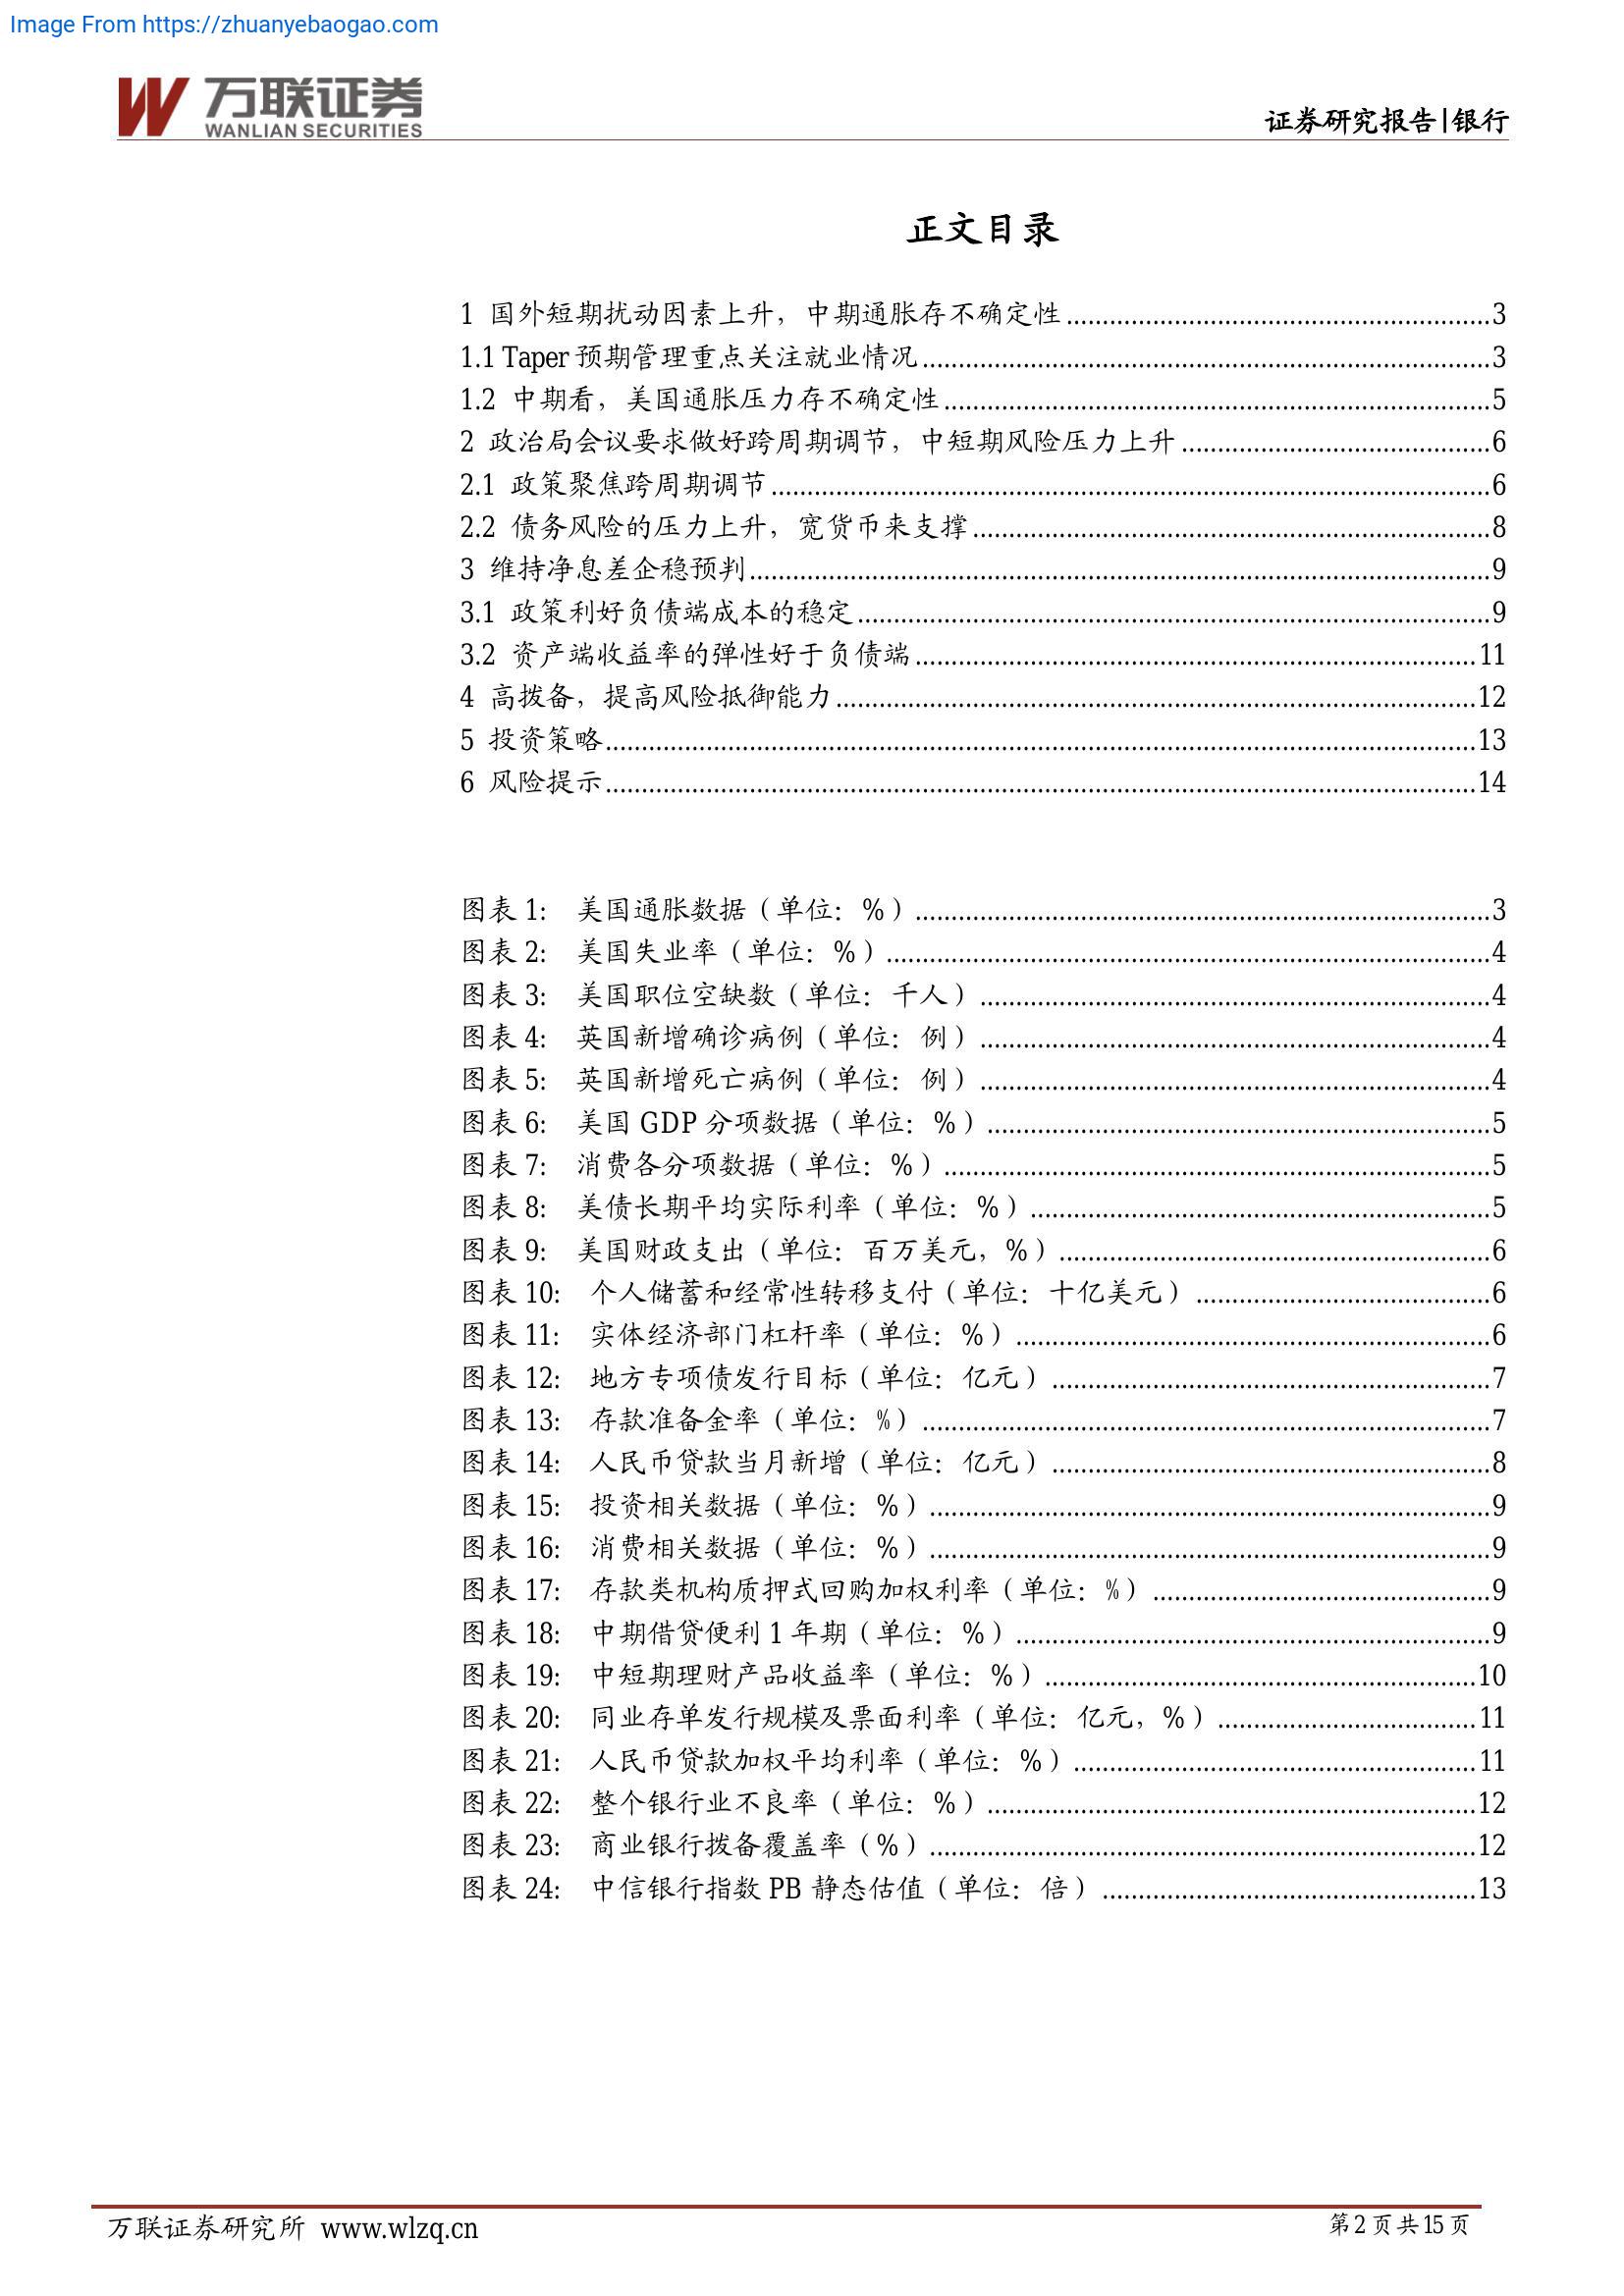 Image From https://zhuanyebaogao.com
万联证券
WANLIAN SECURITIES
证券研究报告|银行
正文目录
1 国外短期扰动因素上升，中期通胀存不确定性 3
1.1 Taper 预期管理重点关注就业情况 3
1.2 中期看，美国通胀压力存不确定性 5
2 政治局会议要求做好跨周期调节，中短期风险压力上升 6
2.1 政策聚焦跨周期调节 6
2.2 债务风险的压力上升，宽货币来支撑 8
3 维持净息差企稳预判 9
3.1 政策利好负债端成本的稳定 9
3.2 资产端收益率的弹性好于负债端 11
4 高拨备，提高风险抵御能力 12
5 投资策略 13
6 风险提示 14
图表 1： 美国通胀数据（单位：%） 3
图表 2： 美国失业率（单位：%） 4
图表 3： 美国职位空缺数（单位：千人） 4
图表 4： 英国新增确诊病例（单位：例） 4
图表 5： 英国新增死亡病例（单位：例） 4
图表 6： 美国 GDP 分项数据（单位：%） 5
图表 7： 消费各分项数据（单位：%） 5
图表 8： 美债长期平均实际利率（单位：%） 5
图表 9： 美国财政支出（单位：百万美元，%） 6
图表 10： 个人储蓄和经常性转移支付（单位：十亿美元） 6
图表 11： 实体经济部门杠杆率（单位：%） 6
图表 12： 地方专项债发行目标（单位：亿元） 7
图表 13： 存款准备金率（单位：%） 7
图表 14： 人民币贷款当月新增（单位：亿元） 8
图表 15： 投资相关数据（单位：%） 9
图表 16： 消费相关数据（单位：%） 9
图表 17： 存款类机构质押式回购加权利率（单位：%） 9
图表 18： 中期借贷便利 1 年期（单位：%） 9
图表 19： 中短期理财产品收益率（单位：%） 10
图表 20： 同业存单发行规模及票面利率（单位：亿元，%） 11
图表 21： 人民币贷款加权平均利率（单位：%） 11
图表 22： 整个银行业不良率（单位：%） 12
图表 23： 商业银行拨备覆盖率（%） 12
图表 24： 中信银行指数 PB 静态估值（单位：倍） 13
万联证券研究所 www.wlzq.cn
第 2 页 共 15 页